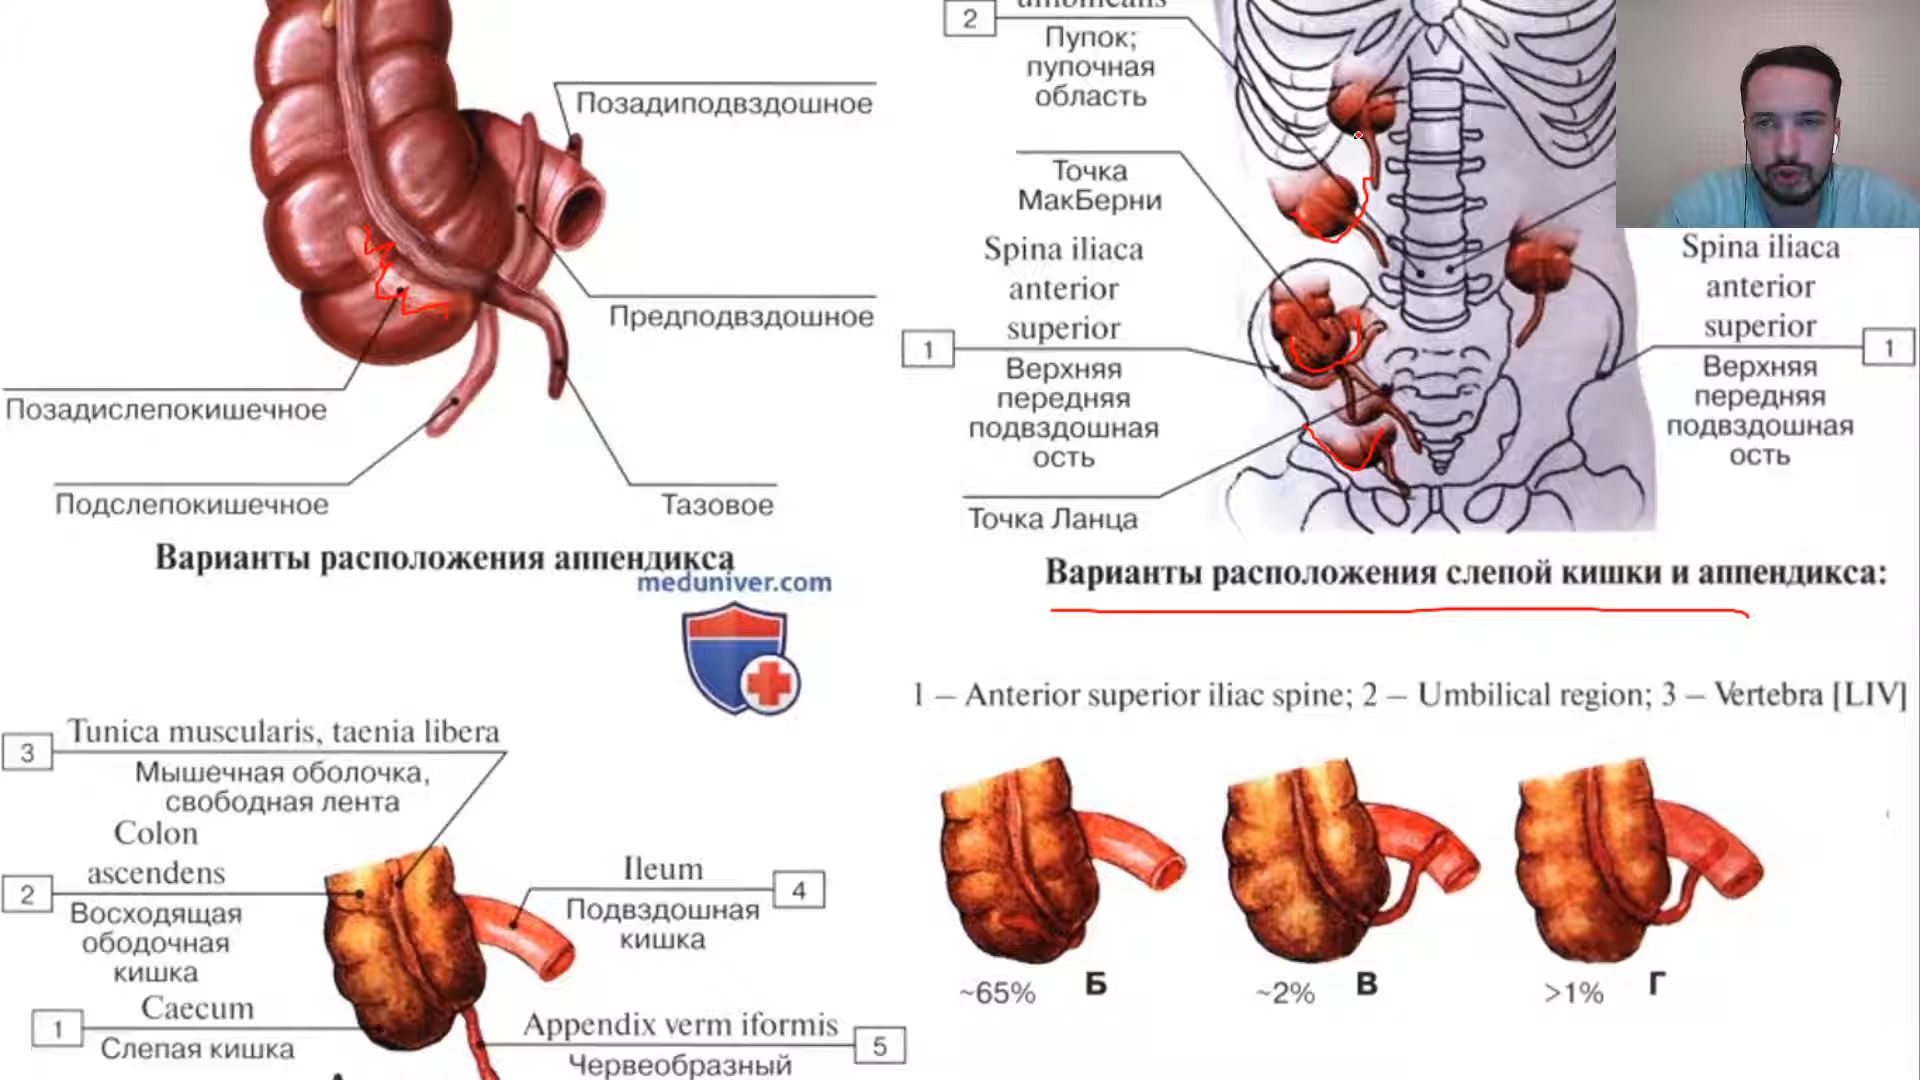 Позадиподвздошное
Предподвздошное
Позадислепокишечное
Подслепокишечное
Тазовое
Варианты расположения аппендикса
meduniver.com
2
umbilicalis
Пупок;
пупочная
область
Точка
МакБерни
Spina iliaca
anterior
superior
1
Верхняя
передняя
подвздошная
ость
Точка Ланца
Spina iliaca
anterior
superior
1
Верхняя
передняя
подвздошная
ость
Варианты расположения слепой кишки и аппендикса:
1 – Anterior superior iliac spine; 2 – Umbilical region; 3 – Vertebra [LIV]
3
Tunica muscularis, taenia libera
Мышечная оболочка,
свободная лента
Colon
ascendens
2
Восходящая
ободочная
кишка
Caecum
1
Слепая кишка
Ileum
4
Подвздошная
кишка
Appendix verm iformis
5
Червеобразный
~65% Б
~2% В
>1% Г